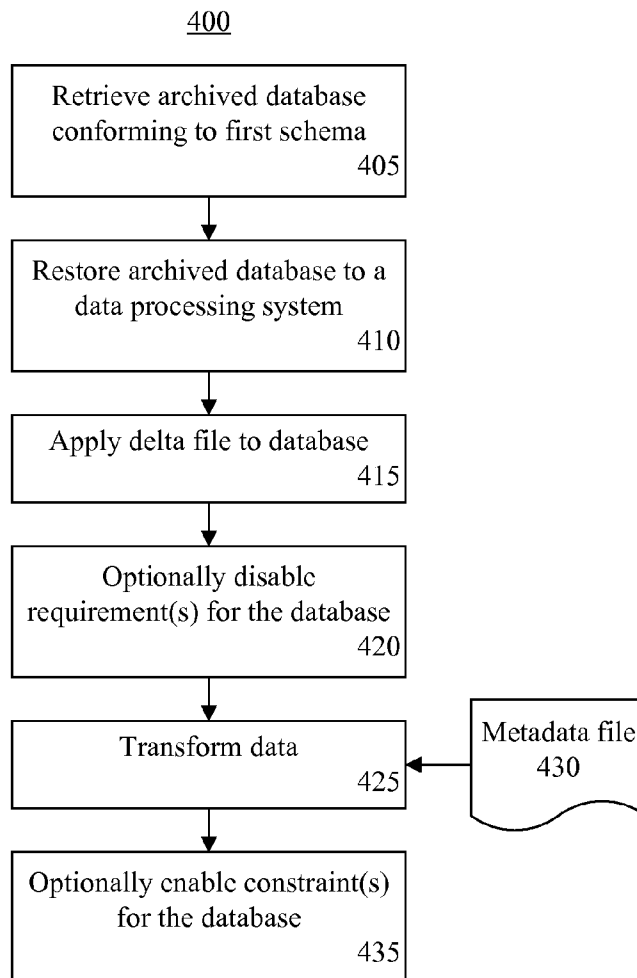 400
Retrieve archived database
conforming to first schema
405
Restore archived database to a
data processing system
410
Apply delta file to database
415
Optionally disable
requirement(s) for the database
420
Transform data
425
Metadata file
430
Optionally enable constraint(s)
for the database
435